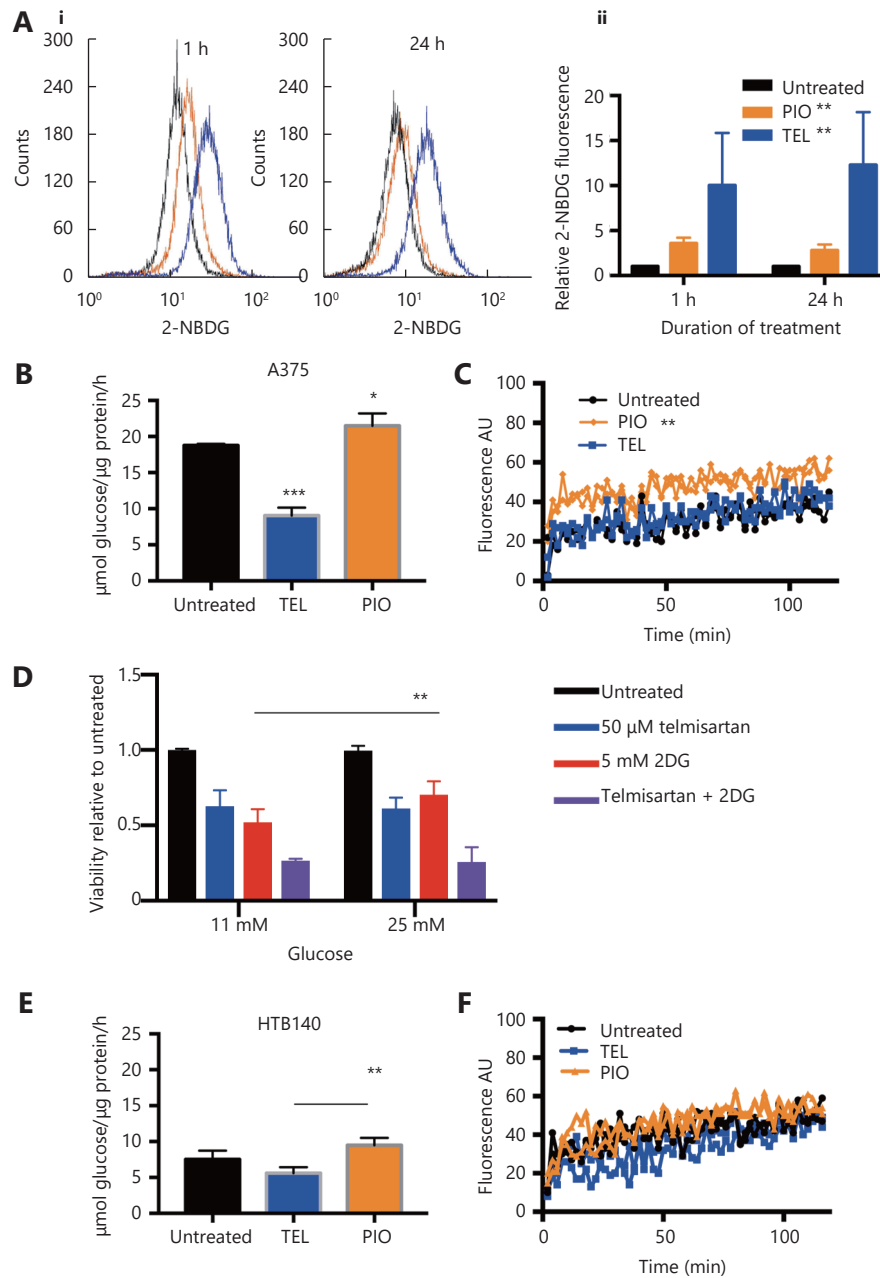 A
i
1 h
300
240
180
120
60
0
Counts
10⁰ 10¹ 10²
2-NBDG
24 h
300
240
180
120
60
0
Counts
10⁰ 10¹ 10²
2-NBDG
ii
Untreated
PIO **
TEL **
20
15
10
5
0
Relative 2-NBDG fluorescence
1 h 24 h
Duration of treatment
B
A375
25
20
15
10
5
0
µmol glucose/µg protein/h
***
*
Untreated TEL PIO
C
Untreated
PIO **
TEL
100
80
60
40
20
0
Fluorescence AU
0 50 100
Time (min)
D
1.5
1.0
0.5
0
Viability relative to untreated
**
11 mM 25 mM
Glucose
Untreated
50 µM telmisartan
5 mM 2DG
Telmisartan + 2DG
E
HTB140
25
20
15
10
5
0
µmol glucose/µg protein/h
**
Untreated TEL PIO
F
Untreated
TEL
PIO
100
80
60
40
20
0
Fluorescence AU
0 50 100
Time (min)